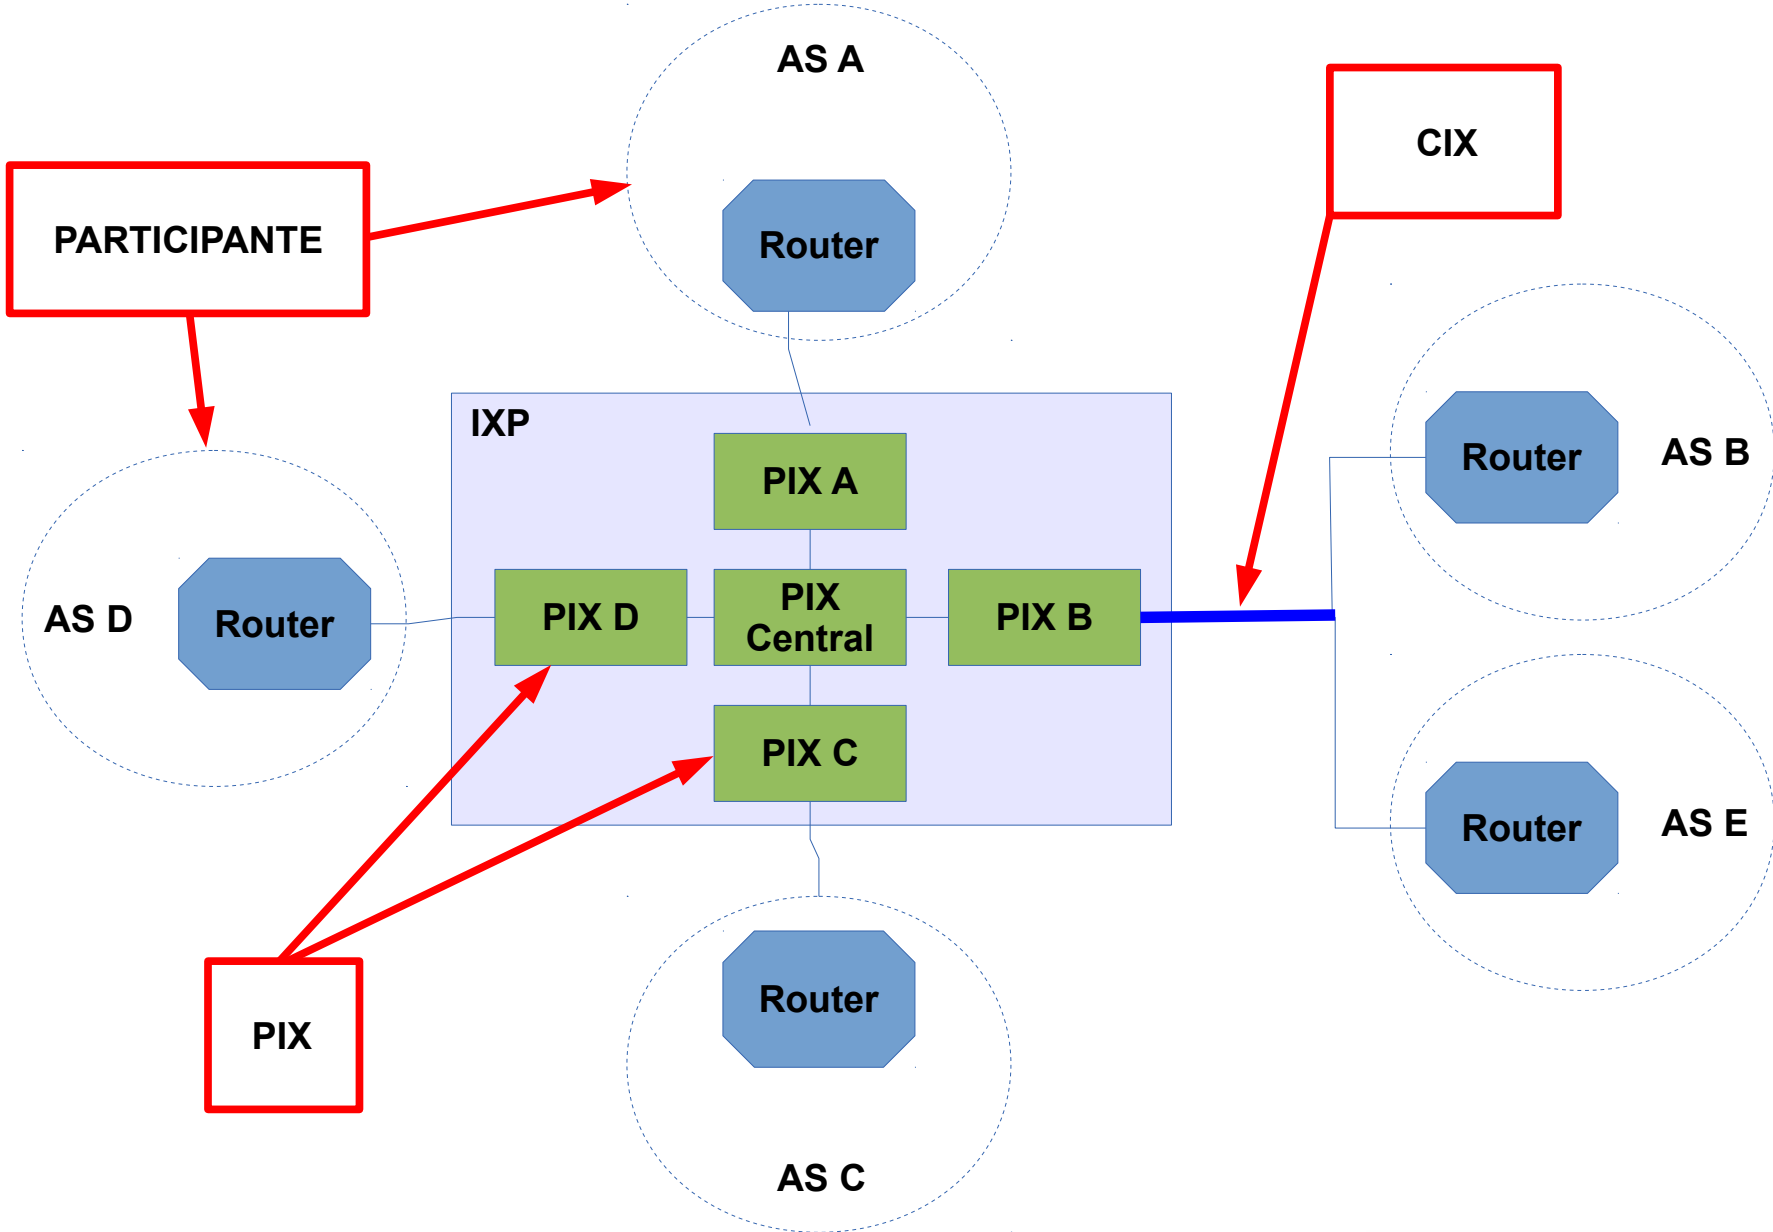 AS A
CIX
PARTICIPANTE
Router
IXP
PIX A
Router
AS B
AS D
Router
PIX D
PIX
Central
PIX B
PIX C
Router
AS E
PIX
Router
AS C